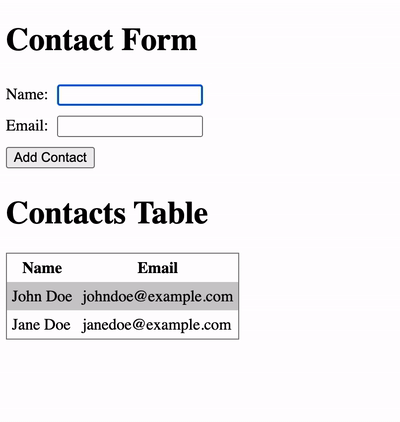 Contact Form
Name:
Email:
Add Contact
Contacts Table
Name Email
John Doe johndoe@example.com
Jane Doe janedoe@example.com